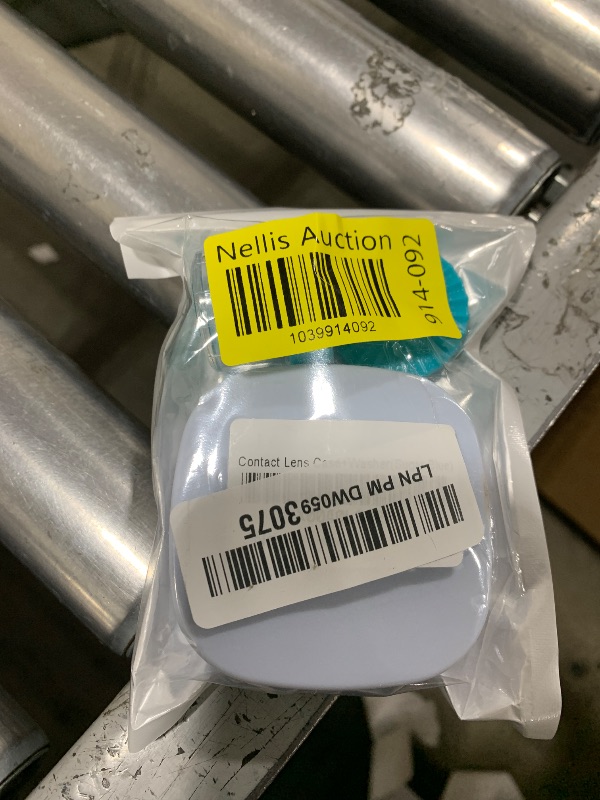 Nellis Auction
914-092
1039914092
Contact Lens
LPN PM DW0593075